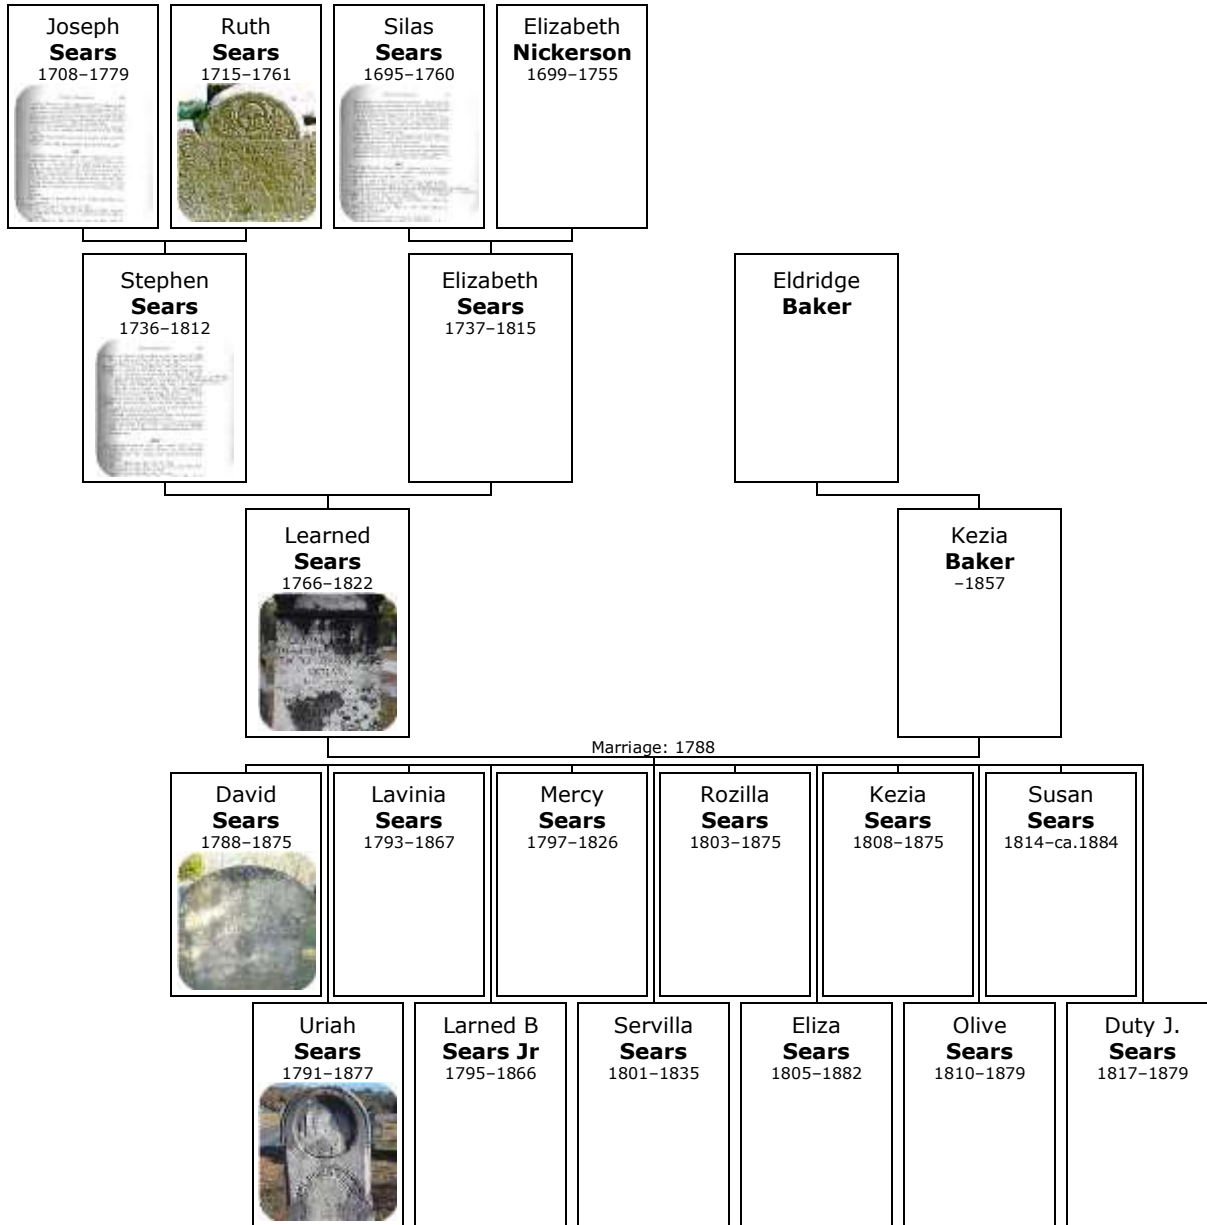 Joseph
Sears
1708–1779
Ruth
Sears
1715–1761
Silas
Sears
1695–1760
Elizabeth
Nickerson
1699–1755
Stephen
Sears
1736–1812
Elizabeth
Sears
1737–1815
Eldridge
Baker
Learned
Sears
1766–1822
Kezia
Baker
–1857
Marriage: 1788
David
Sears
1788–1875
Lavinia
Sears
1793–1867
Mercy
Sears
1797–1826
Rozilla
Sears
1803–1875
Kezia
Sears
1808–1875
Susan
Sears
1814–ca.1884
Uriah
Sears
1791–1877
Larned B
Sears Jr
1795–1866
Servilla
Sears
1801–1835
Eliza
Sears
1805–1882
Olive
Sears
1810–1879
Duty J.
Sears
1817–1879